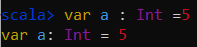 scala> var a : Int =5
var a: Int = 5